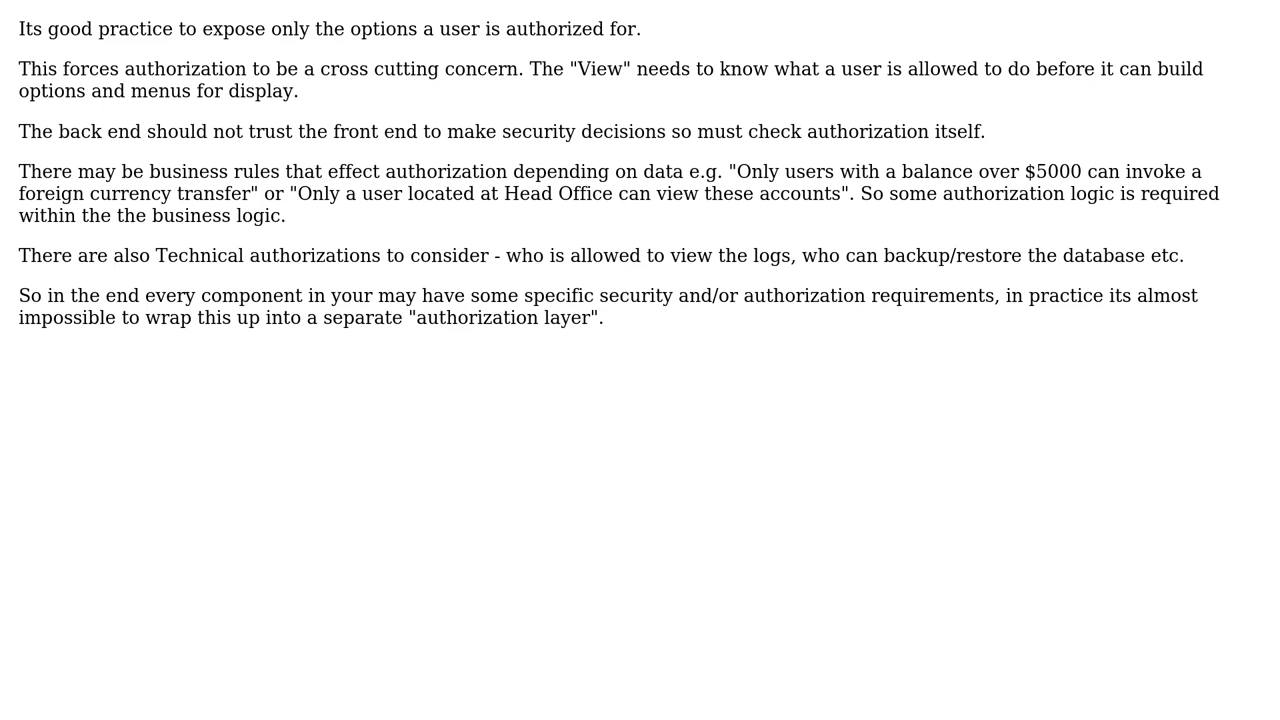 Its good practice to expose only the options a user is authorized for.
This forces authorization to be a cross cutting concern. The "View" needs to know what a user is allowed to do before it can build
options and menus for display.
The back end should not trust the front end to make security decisions so must check authorization itself.
There may be business rules that effect authorization depending on data e.g. "Only users with a balance over $5000 can invoke a
foreign currency transfer" or "Only a user located at Head Office can view these accounts". So some authorization logic is required
within the the business logic.
There are also Technical authorizations to consider - who is allowed to view the logs, who can backup/restore the database etc.
So in the end every component in your may have some specific security and/or authorization requirements, in practice its almost
impossible to wrap this up into a separate "authorization layer".